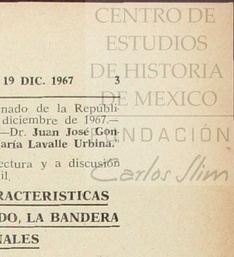 CENTRO DE
ESTUDIOS
DE HISTORIA
DE MEXICO
FUNDACIÓN
Carlos Slim
19 DIC. 1967 3
nado de la Repúbli-
diciembre de 1967.—
—Dr. Juan José Gon-
aría Lavalle Urbina."
ectura y a discusión
il,
RACTERISTICAS
DO, LA BANDERA
NALES